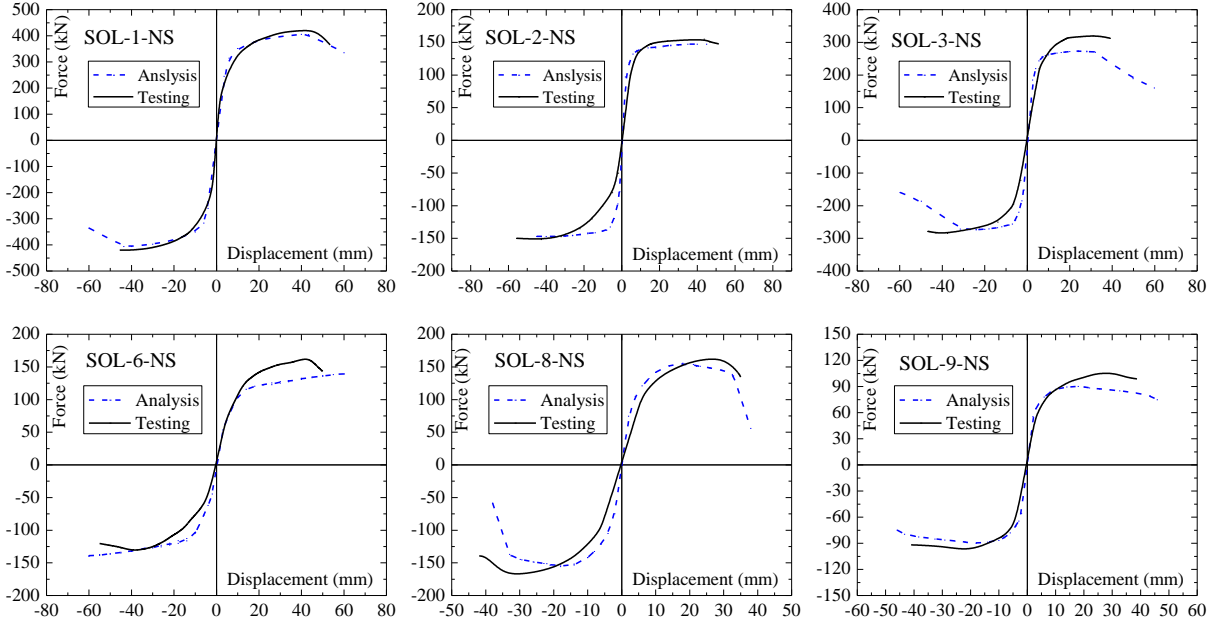 500
400
300
200
100
0
-100
-200
-300
-400
500
-80 -60 -40 -20 0 20 40 60 80
Force (kN)
SOL-1-NS
Anslysis
Testing
Displacement (mm)
200
150
100
50
0
-50
-100
-150
200
-80 -60 -40 -20 0 20 40 60 80
Force (kN)
SOL-2-NS
Anslysis
Testing
Displacement (mm)
400
300
200
100
0
-100
-200
-300
400
-80 -60 -40 -20 0 20 40 60 80
Force (kN)
SOL-3-NS
Anslysis
Testing
Displacement (mm)
200
150
100
50
0
-50
-100
-150
200
-80 -60 -40 -20 0 20 40 60 80
Force (kN)
SOL-6-NS
Analysis
Testing
Displacement (mm)
200
150
100
50
0
-50
-100
-150
200
-50 -40 -30 -20 -10 0 10 20 30 40 50
Force (kN)
SOL-8-NS
Analysis
Testing
Displacement (mm)
150
120
90
60
30
0
-30
-60
-90
120
150
-60 -50 -40 -30 -20 -10 0 10 20 30 40 50 60
Force (kN)
SOL-9-NS
Analysis
Testing
Displacement (mm)